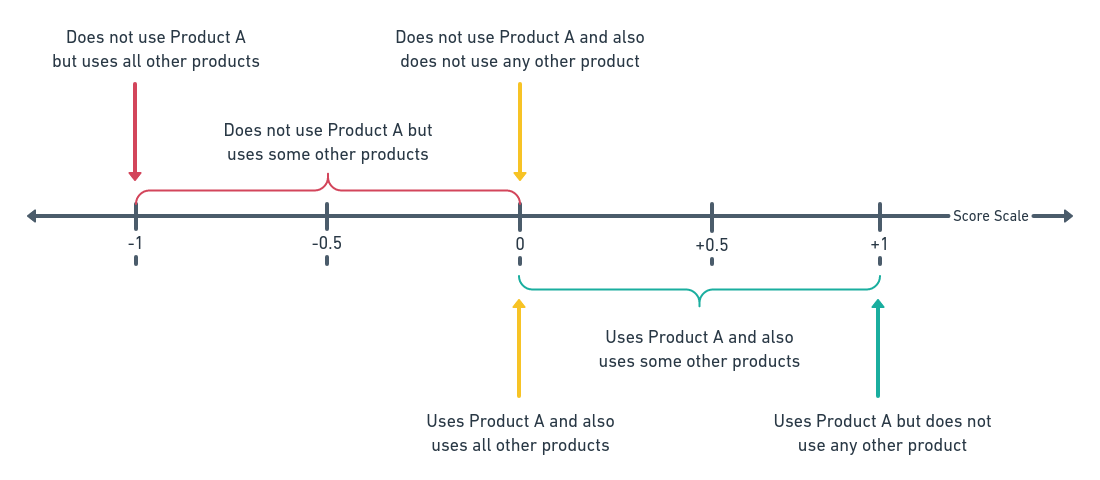 Does not use Product A
but uses all other products
Does not use Product A and also
does not use any other product
Does not use Product A but
uses some other products
Score Scale
-1
-0.5
0
+0.5
+1
Uses Product A and also
uses some other products
Uses Product A and also
uses all other products
Uses Product A but does not
use any other product